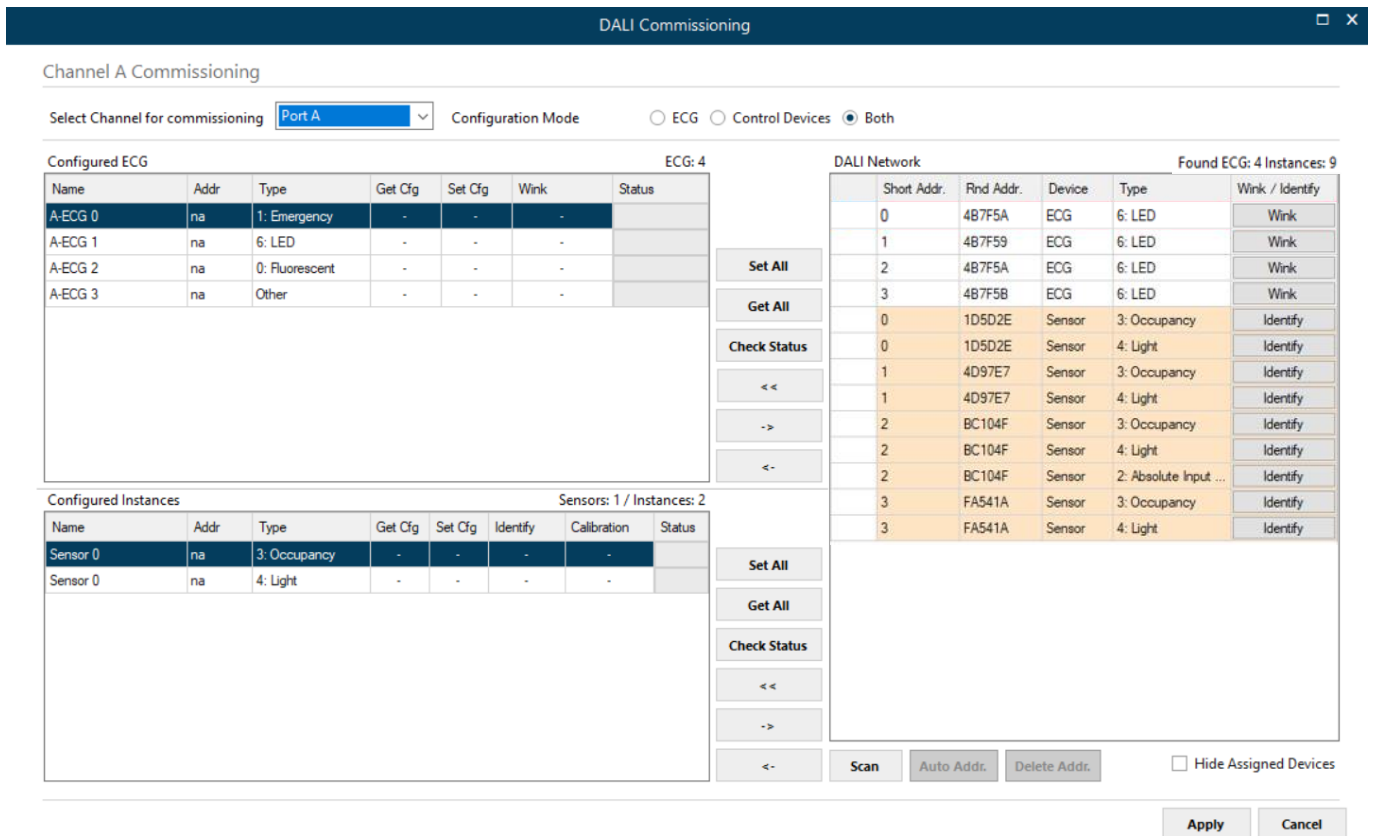 DALI Commissioning
Channel A Commissioning
Select Channel for commissioning Port A Configuration Mode ECG Control Devices Both
Configured ECG ECG: 4
Name Addr Type Get Cfg Set Cfg Wink Status
A-ECG 0 na 1: Emergency - - -
A-ECG 1 na 6: LED - - -
A-ECG 2 na 0: Fluorescent - - -
A-ECG 3 na Other - - -
Set All
Get All
Check Status
<<
->
<-
Configured Instances Sensors: 1 / Instances: 2
Name Addr Type Get Cfg Set Cfg Identify Calibration Status
Sensor 0 na 3: Occupancy - - - -
Sensor 0 na 4: Light - - - -
Set All
Get All
Check Status
<<
->
<-
DALI Network Found ECG: 4 Instances: 9
Short Addr. Rnd Addr. Device Type Wink / Identify
0 4B7F5A ECG 6: LED Wink
1 4B7F59 ECG 6: LED Wink
2 4B7F5A ECG 6: LED Wink
3 4B7F5B ECG 6: LED Wink
0 1D5D2E Sensor 3: Occupancy Identify
0 1D5D2E Sensor 4: Light Identify
1 4D97E7 Sensor 3: Occupancy Identify
1 4D97E7 Sensor 4: Light Identify
2 BC104F Sensor 3: Occupancy Identify
2 BC104F Sensor 4: Light Identify
2 BC104F Sensor 2: Absolute Input ... Identify
3 FA541A Sensor 3: Occupancy Identify
3 FA541A Sensor 4: Light Identify
Scan Auto Addr. Delete Addr. Hide Assigned Devices
Apply Cancel